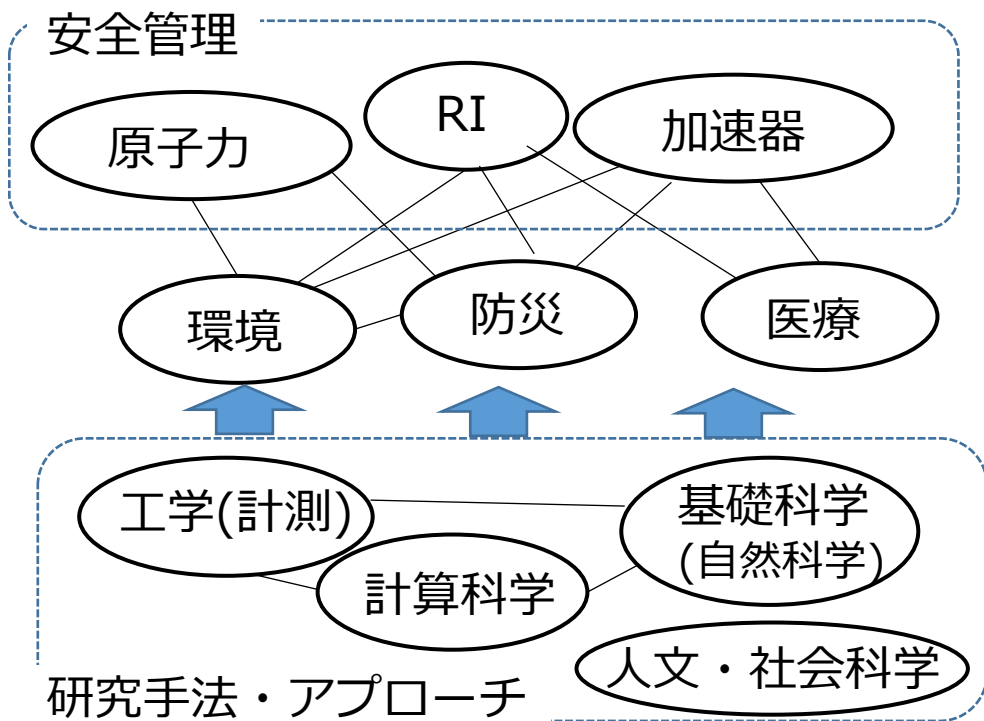 安全管理
原子力
RI
加速器
環境
防災
医療
工学(計測)
基礎科学
(自然科学)
計算科学
人文・社会科学
研究手法・アプローチ